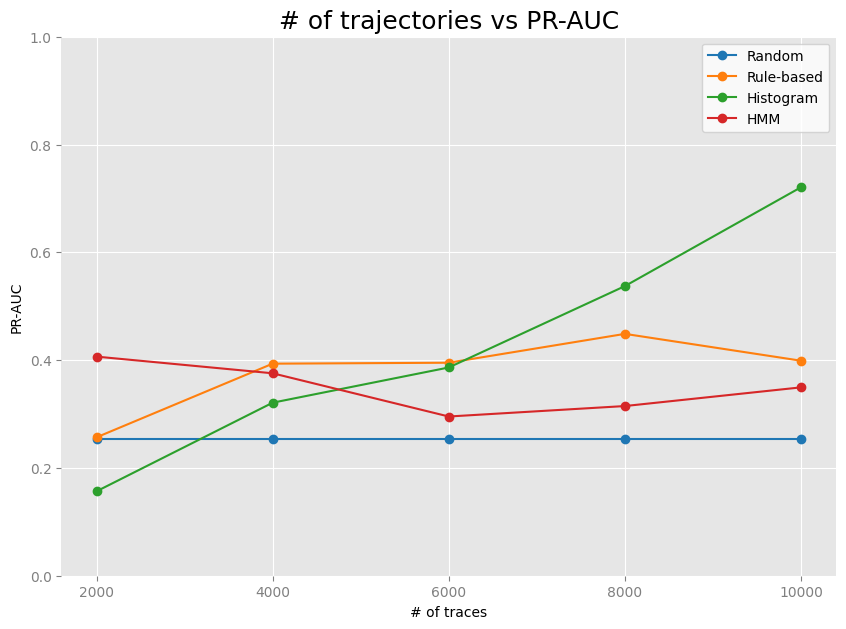 # of trajectories vs PR-AUC
1.0
0.8
0.6
0.4
0.2
0.0
PR-AUC
Random
Rule-based
Histogram
HMM
2000 4000 6000 8000 10000
# of traces